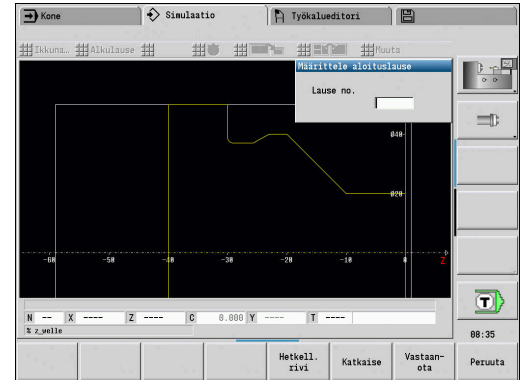 Kone
Simulaatio
Työkalueditori
Ikkuna…
Alkulause
Muuta
Määrittele aloituslause
Lause no.
Ø40
Ø20
-60 -50 -40 -30 -20 -10 0 Z
N -- X ---- Z ---- C 0.000 Y ---- T ----
% z_welle
T
08:35
Hetkell.
rivi
Katkaise
Vastaan-
ota
Peruuta